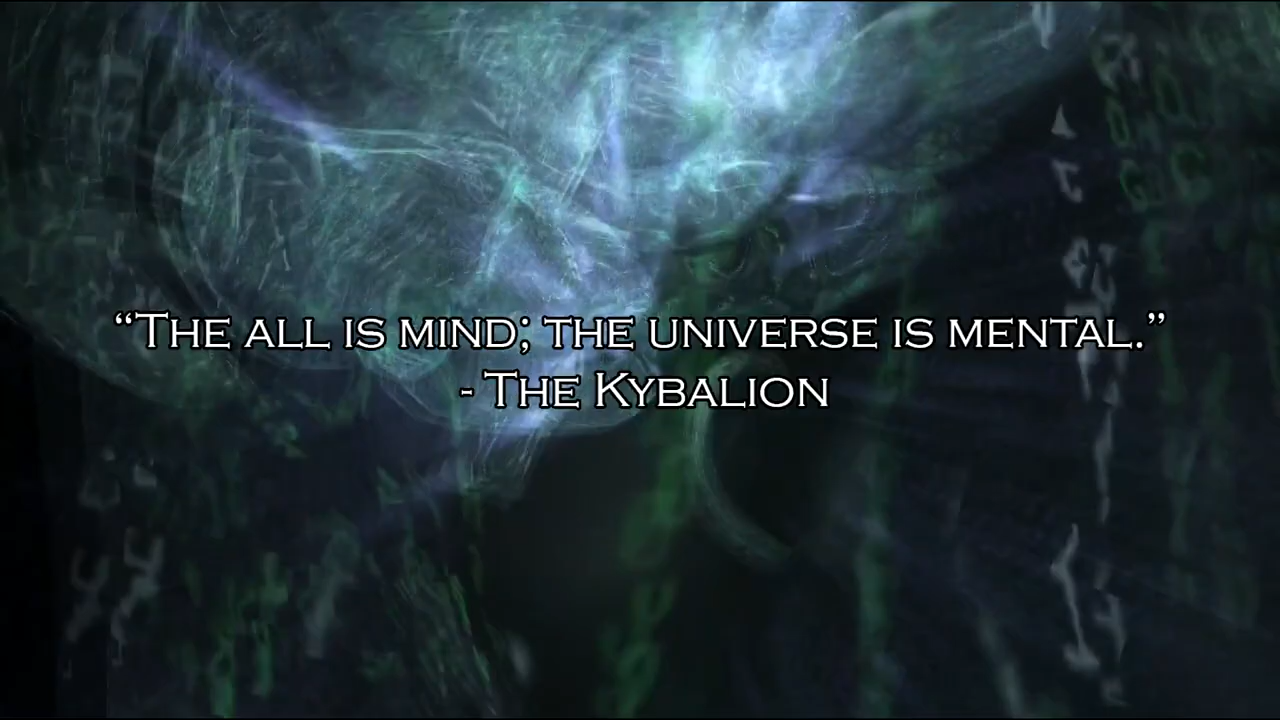 “The all is mind; the universe is mental.”
- The Kybalion